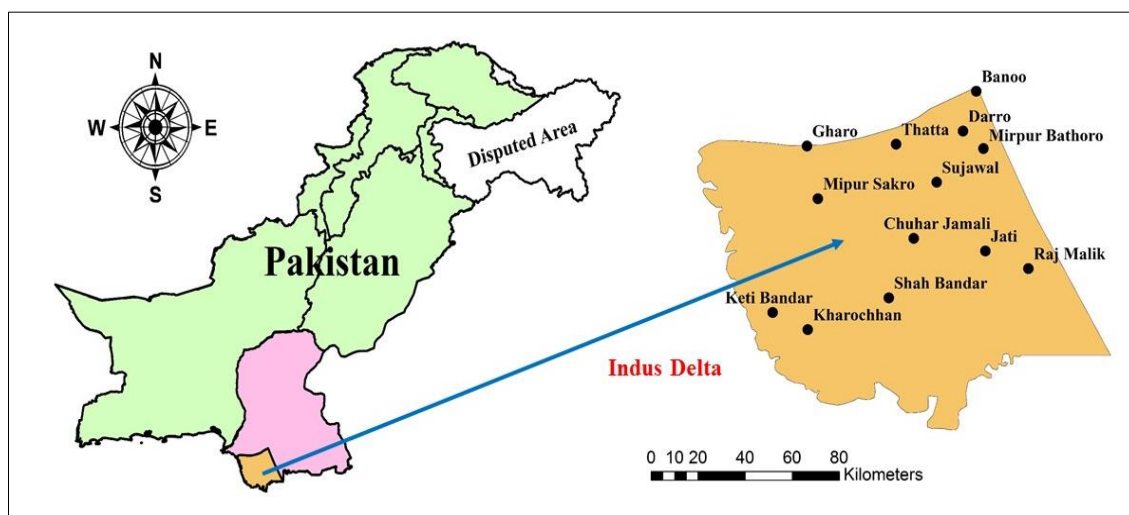 N
W
E
S
Disputed Area
Pakistan
Indus Delta
Banoo
Darro
Thatta
Gharo
Mirpur Bathoro
Sujawal
Mipur Sakro
Chuhar Jamali
Jati
Raj Malik
Shah Bandar
Keti Bandar
Kharochhan
0 10 20 40 60 80
Kilometers